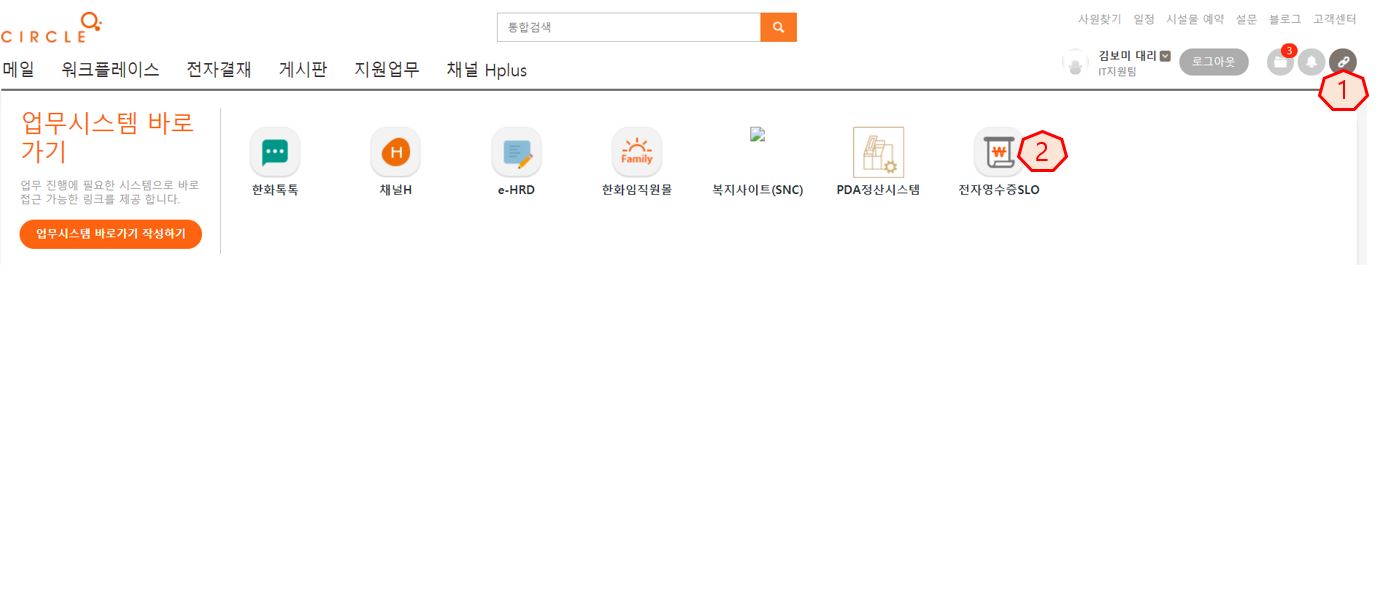 CIRCLE
통합검색
사원찾기 일정 시설물 예약 설문 블로그 고객센터
메일 워크플레이스 전자결재 게시판 지원업무 채널 Hplus
김보미 대리
IT지원팀
로그아웃
3
1
업무시스템 바로
가기
업무 진행에 필요한 시스템으로 바로
접근 가능한 링크를 제공 합니다.
업무시스템 바로가기 작성하기
한화톡톡
H
채널H
e-HRD
Family
한화임직원몰
복지사이트(SNC)
PDA정산시스템
₩
2
전자영수증SLO